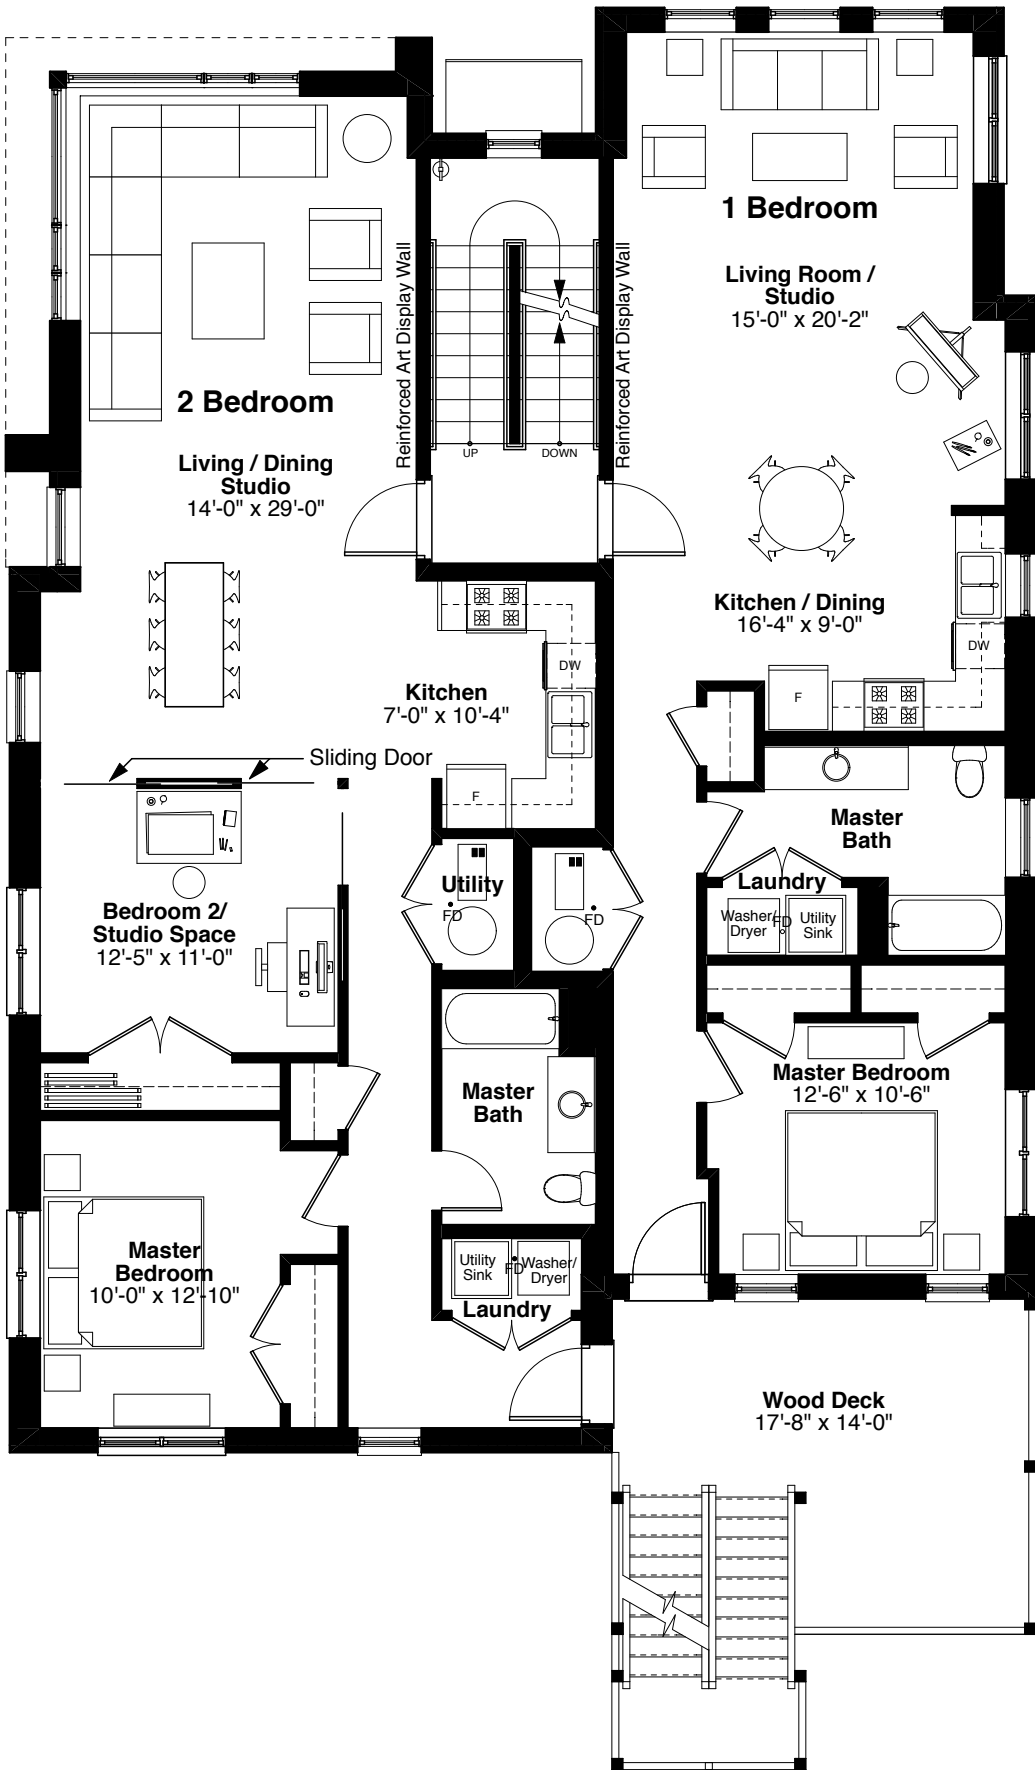 1 Bedroom
Living Room /
Studio
15'-0" x 20'-2"
Reinforced Art Display Wall
Reinforced Art Display Wall
2 Bedroom
Living / Dining
Studio
14'-0" x 29'-0"
UP
DOWN
Kitchen / Dining
16'-4" x 9'-0"
DW
F
Kitchen
7'-0" x 10'-4"
DW
F
Sliding Door
Master
Bath
Laundry
Washer/
Dryer
FD
Utility
Sink
Utility
FD
FD
Bedroom 2/
Studio Space
12'-5" x 11'-0"
Master Bedroom
12'-6" x 10'-6"
Master
Bath
Master
Bedroom
10'-0" x 12'-10"
Utility
Sink
FD
Washer/
Dryer
Laundry
Wood Deck
17'-8" x 14'-0"